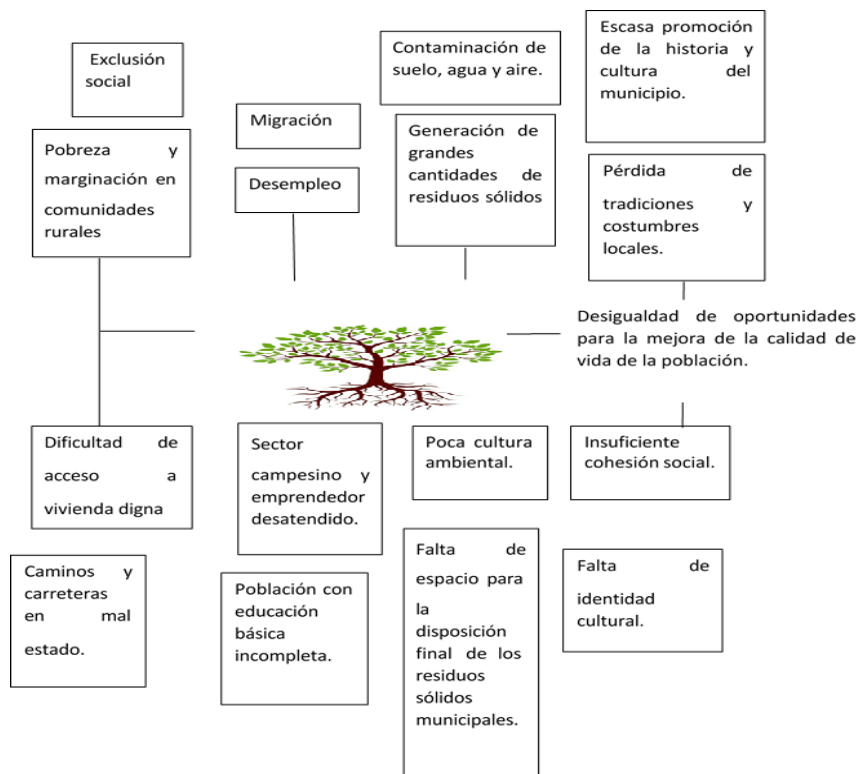 Exclusión
social
Pobreza y
marginación en
comunidades
rurales
Migración
Desempleo
Contaminación de
suelo, agua y aire.
Generación de
grandes
cantidades de
residuos sólidos
Escasa promoción
de la historia y
cultura del
municipio.
Pérdida de
tradiciones y
costumbres
locales.
Desigualdad de oportunidades
para la mejora de la calidad de
vida de la población.
Dificultad de
acceso a
vivienda digna
Sector
campesino y
emprendedor
desatendido.
Poca cultura
ambiental.
Insuficiente
cohesión social.
Caminos y
carreteras
en mal
estado.
Población con
educación
básica
incompleta.
Falta de
espacio para
la
disposición
final de los
residuos
sólidos
municipales.
Falta de
identidad
cultural.